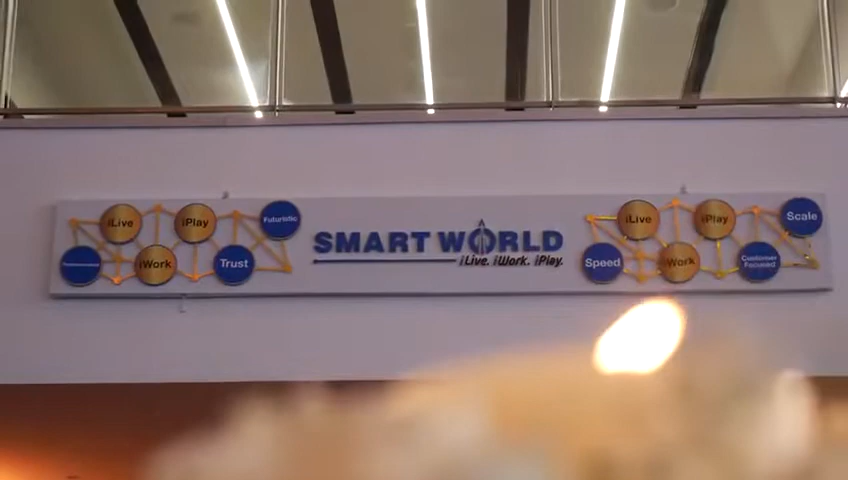 iLive
iPlay
Futuristic
iWork
Trust
SMART WORLD
iLive. iWork. iPlay.
iLive
iPlay
Scale
Speed
iWork
Customer
Focused